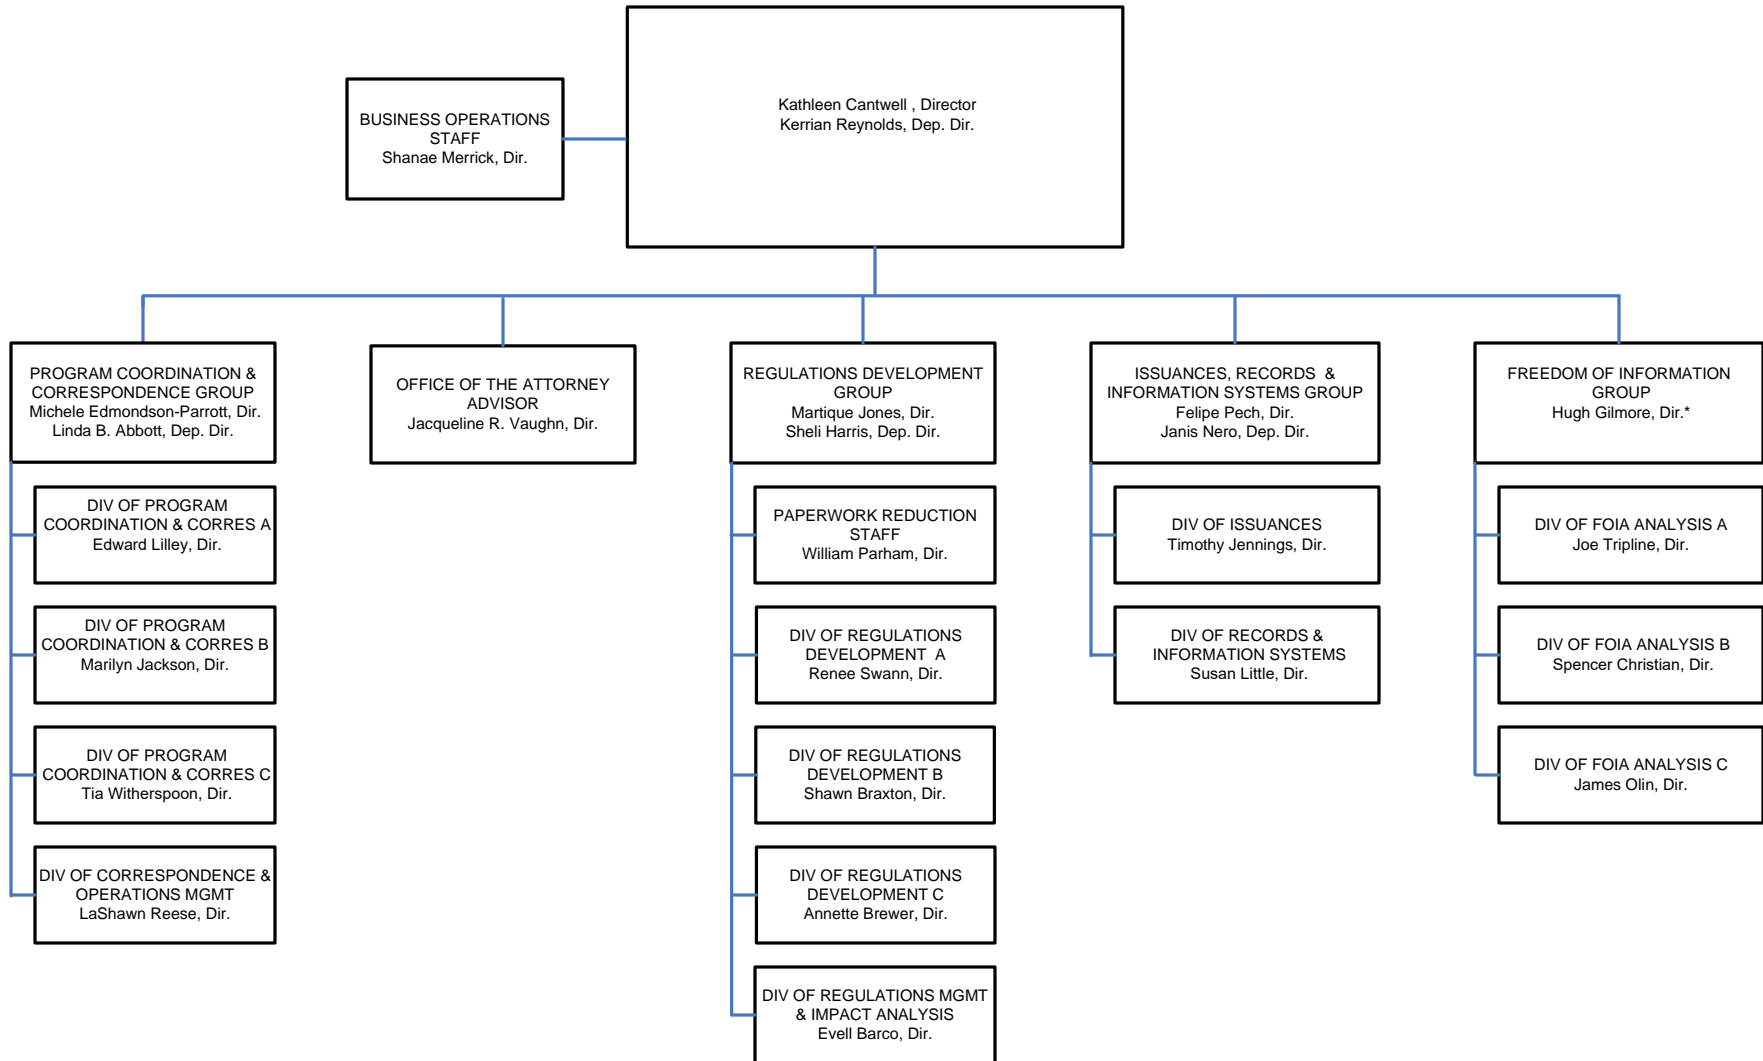 Kathleen Cantwell , Director
Kerrian Reynolds, Dep. Dir.
BUSINESS OPERATIONS
STAFF
Shanae Merrick, Dir.
PROGRAM COORDINATION &
CORRESPONDENCE GROUP
Michele Edmondson-Parrott, Dir.
Linda B. Abbott, Dep. Dir.
DIV OF PROGRAM
COORDINATION & CORRES A
Edward Lilley, Dir.
DIV OF PROGRAM
COORDINATION & CORRES B
Marilyn Jackson, Dir.
DIV OF PROGRAM
COORDINATION & CORRES C
Tia Witherspoon, Dir.
DIV OF CORRESPONDENCE &
OPERATIONS MGMT
LaShawn Reese, Dir.
OFFICE OF THE ATTORNEY
ADVISOR
Jacqueline R. Vaughn, Dir.
REGULATIONS DEVELOPMENT
GROUP
Martique Jones, Dir.
Sheli Harris, Dep. Dir.
PAPERWORK REDUCTION
STAFF
William Parham, Dir.
DIV OF REGULATIONS
DEVELOPMENT  A
Renee Swann, Dir.
DIV OF REGULATIONS
DEVELOPMENT B
Shawn Braxton, Dir.
DIV OF REGULATIONS
DEVELOPMENT C
Annette Brewer, Dir.
DIV OF REGULATIONS MGMT
& IMPACT ANALYSIS
Evell Barco, Dir.
ISSUANCES, RECORDS  &
INFORMATION SYSTEMS GROUP
Felipe Pech, Dir.
Janis Nero, Dep. Dir.
DIV OF ISSUANCES
Timothy Jennings, Dir.
DIV OF RECORDS &
INFORMATION SYSTEMS
Susan Little, Dir.
FREEDOM OF INFORMATION
GROUP
Hugh Gilmore, Dir.*
DIV OF FOIA ANALYSIS A
Joe Tripline, Dir.
DIV OF FOIA ANALYSIS B
Spencer Christian, Dir.
DIV OF FOIA ANALYSIS C
James Olin, Dir.